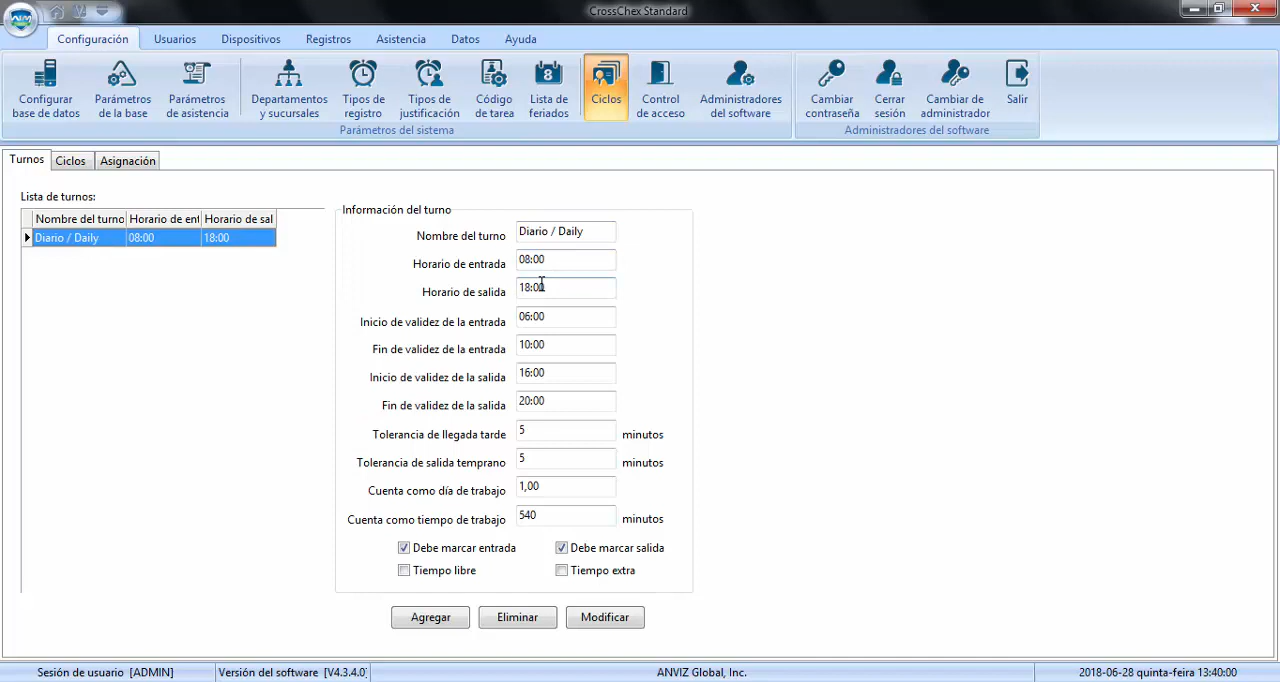 CrossChex Standard
Configuración Usuarios Dispositivos Registros Asistencia Datos Ayuda
Configurar base de datos
Parámetros de la base
Parámetros de asistencia
Departamentos y sucursales
Tipos de registro
Tipos de justificación
Código de tarea
8
Lista de feriados
Ciclos
Control de acceso
Administradores del software
Cambiar contraseña
Cerrar sesión
Cambiar de administrador
Salir
Parámetros del sistema
Administradores del software
Turnos Ciclos Asignación
Lista de turnos:
Nombre del turno Horario de ent Horario de sal
Diario / Daily 08:00 18:00
Información del turno
Nombre del turno Diario / Daily
Horario de entrada 08:00
Horario de salida 18:00
Inicio de validez de la entrada 06:00
Fin de validez de la entrada 10:00
Inicio de validez de la salida 16:00
Fin de validez de la salida 20:00
Tolerancia de llegada tarde 5 minutos
Tolerancia de salida temprano 5 minutos
Cuenta como día de trabajo 1,00
Cuenta como tiempo de trabajo 540 minutos
Debe marcar entrada Debe marcar salida
Tiempo libre Tiempo extra
Agregar Eliminar Modificar
Sesión de usuario [ADMIN] Versión del software [V4.3.4.0] ANVIZ Global, Inc. 2018-06-28 quinta-feira 13:40:00